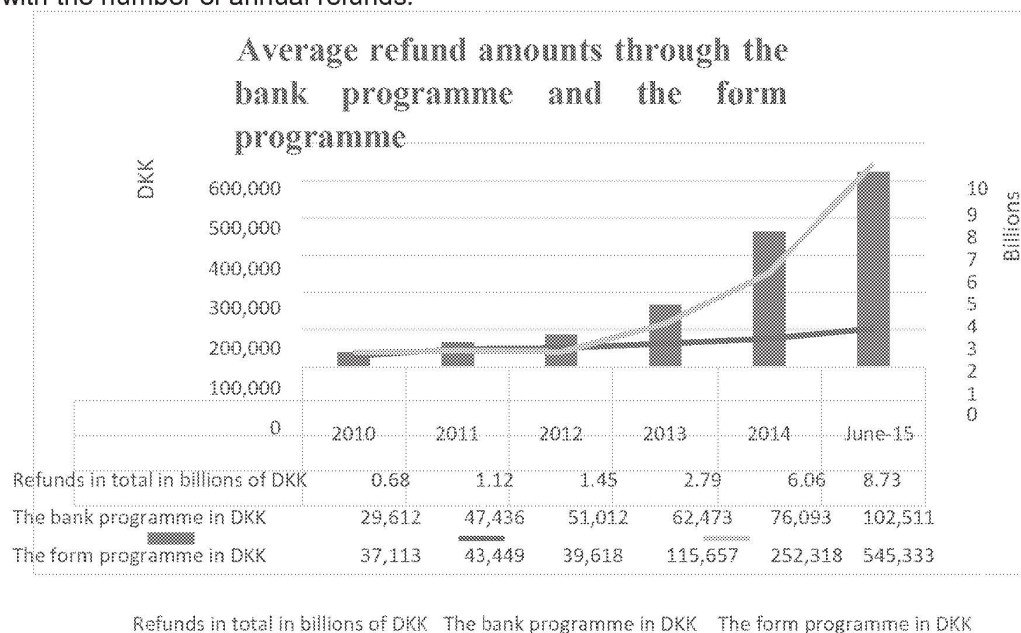 with the number of annual refunds.
Average refund amounts through the
bank programme and the form
programme
DKK
600,000
500,000
400,000
300,000
200,000
100,000
0
10
9
8
7
6
5
4
3
2
1
0
Billions
2010 2011 2012 2013 2014 June-15
Refunds in total in billions of DKK 0.68 1.12 1.45 2.79 6.06 8.73
The bank programme in DKK 29,612 47,436 51,012 62,473 76,093 102,511
The form programme in DKK 37,113 43,449 39,618 115,657 252,318 545,333
Refunds in total in billions of DKK The bank programme in DKK The form programme in DKK